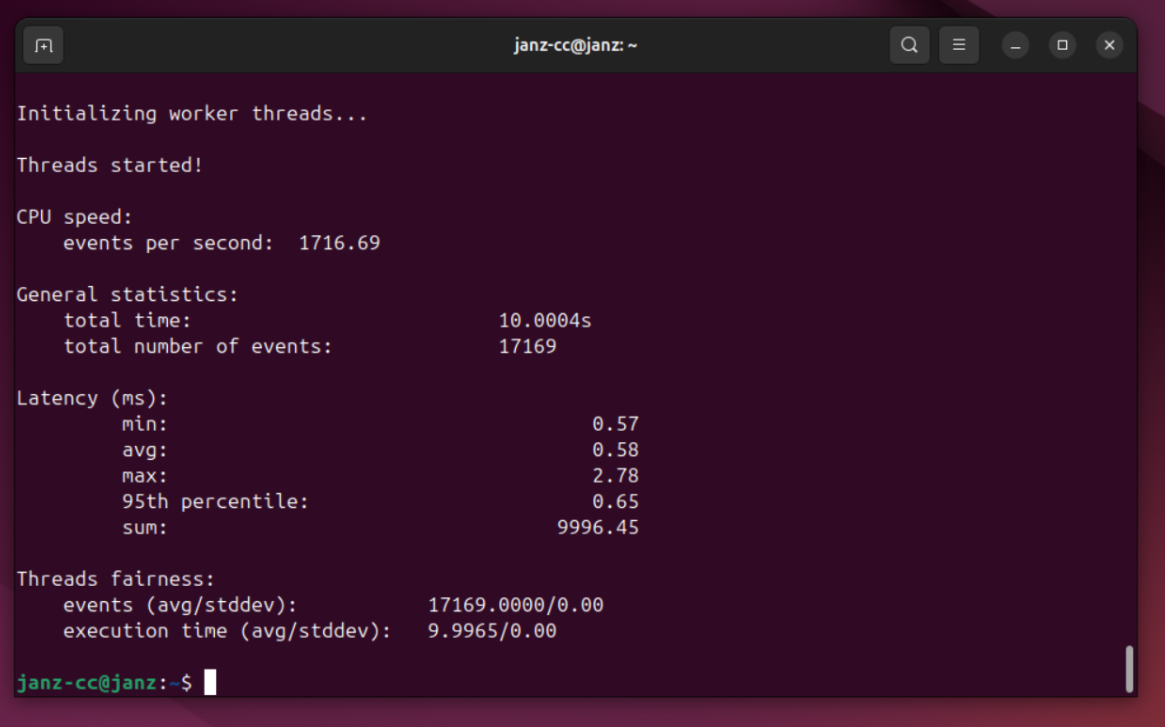 janz-cc@janz: ~
Initializing worker threads...
Threads started!
CPU speed:
events per second: 1716.69
General statistics:
total time: 10.0004s
total number of events: 17169
Latency (ms):
min: 0.57
avg: 0.58
max: 2.78
95th percentile: 0.65
sum: 9996.45
Threads fairness:
events (avg/stddev): 17169.0000/0.00
execution time (avg/stddev): 9.9965/0.00
janz-cc@janz:~$